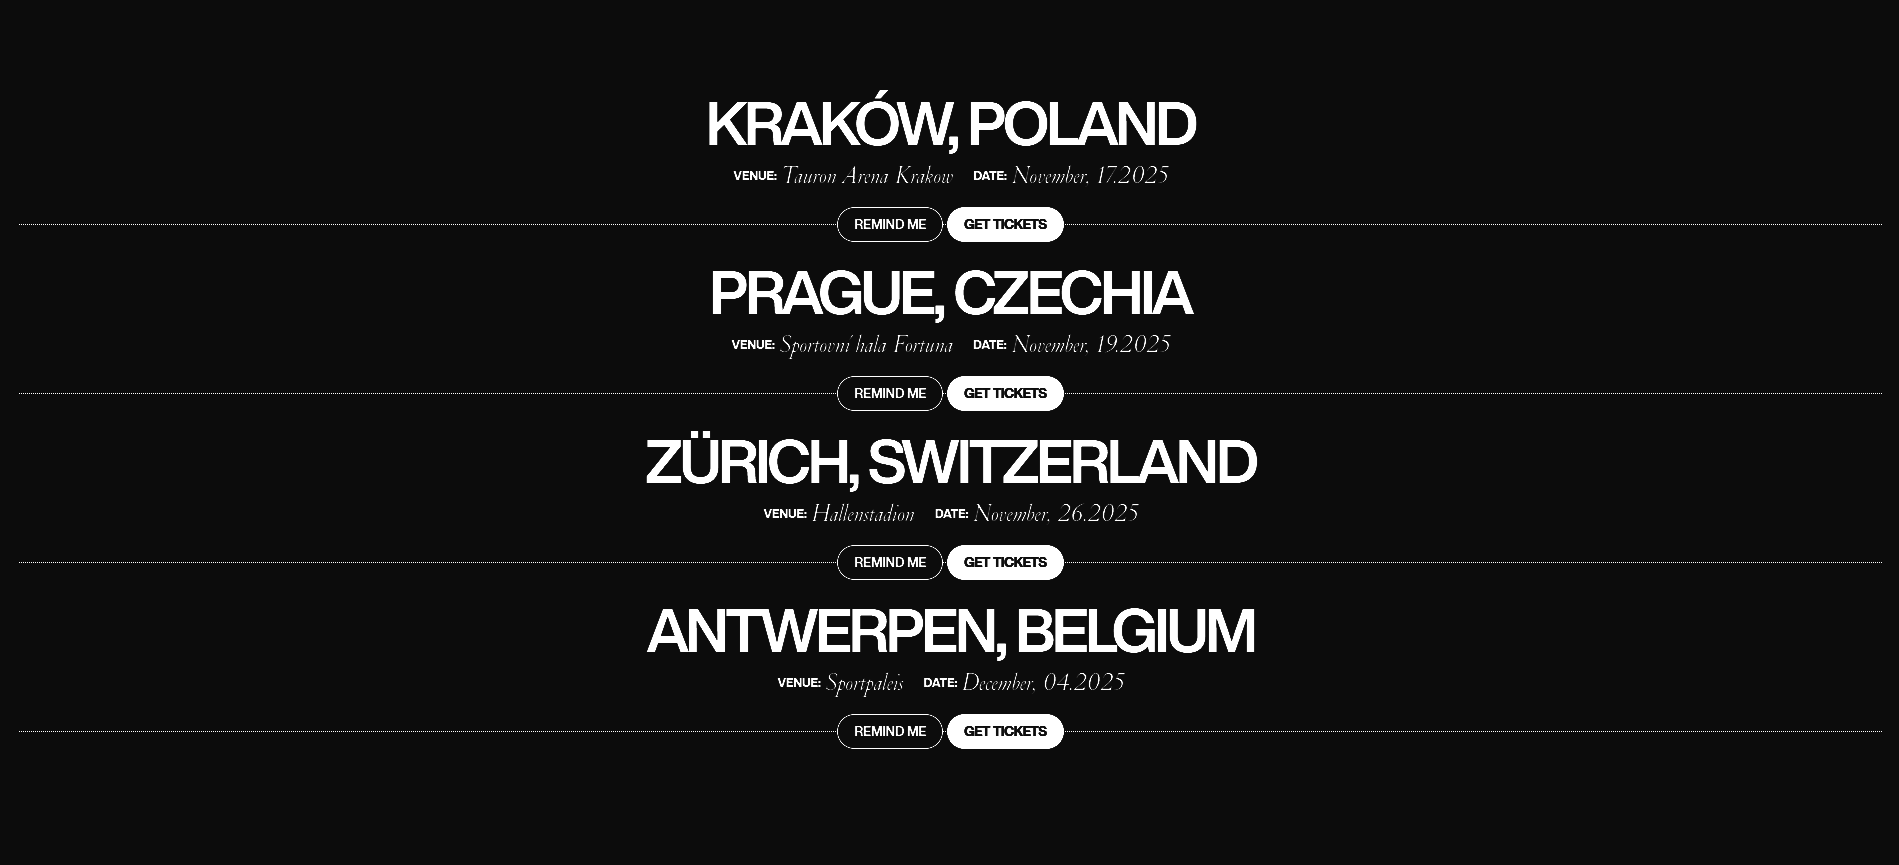 KRAKÓW, POLAND
VENUE: Tauron Arena Krakow DATE: November, 17.2025
REMIND ME GET TICKETS
PRAGUE, CZECHIA
VENUE: Sportovní hala Fortuna DATE: November, 19.2025
REMIND ME GET TICKETS
ZÜRICH, SWITZERLAND
VENUE: Hallenstadion DATE: November, 26.2025
REMIND ME GET TICKETS
ANTWERPEN, BELGIUM
VENUE: Sportpaleis DATE: December, 04.2025
REMIND ME GET TICKETS